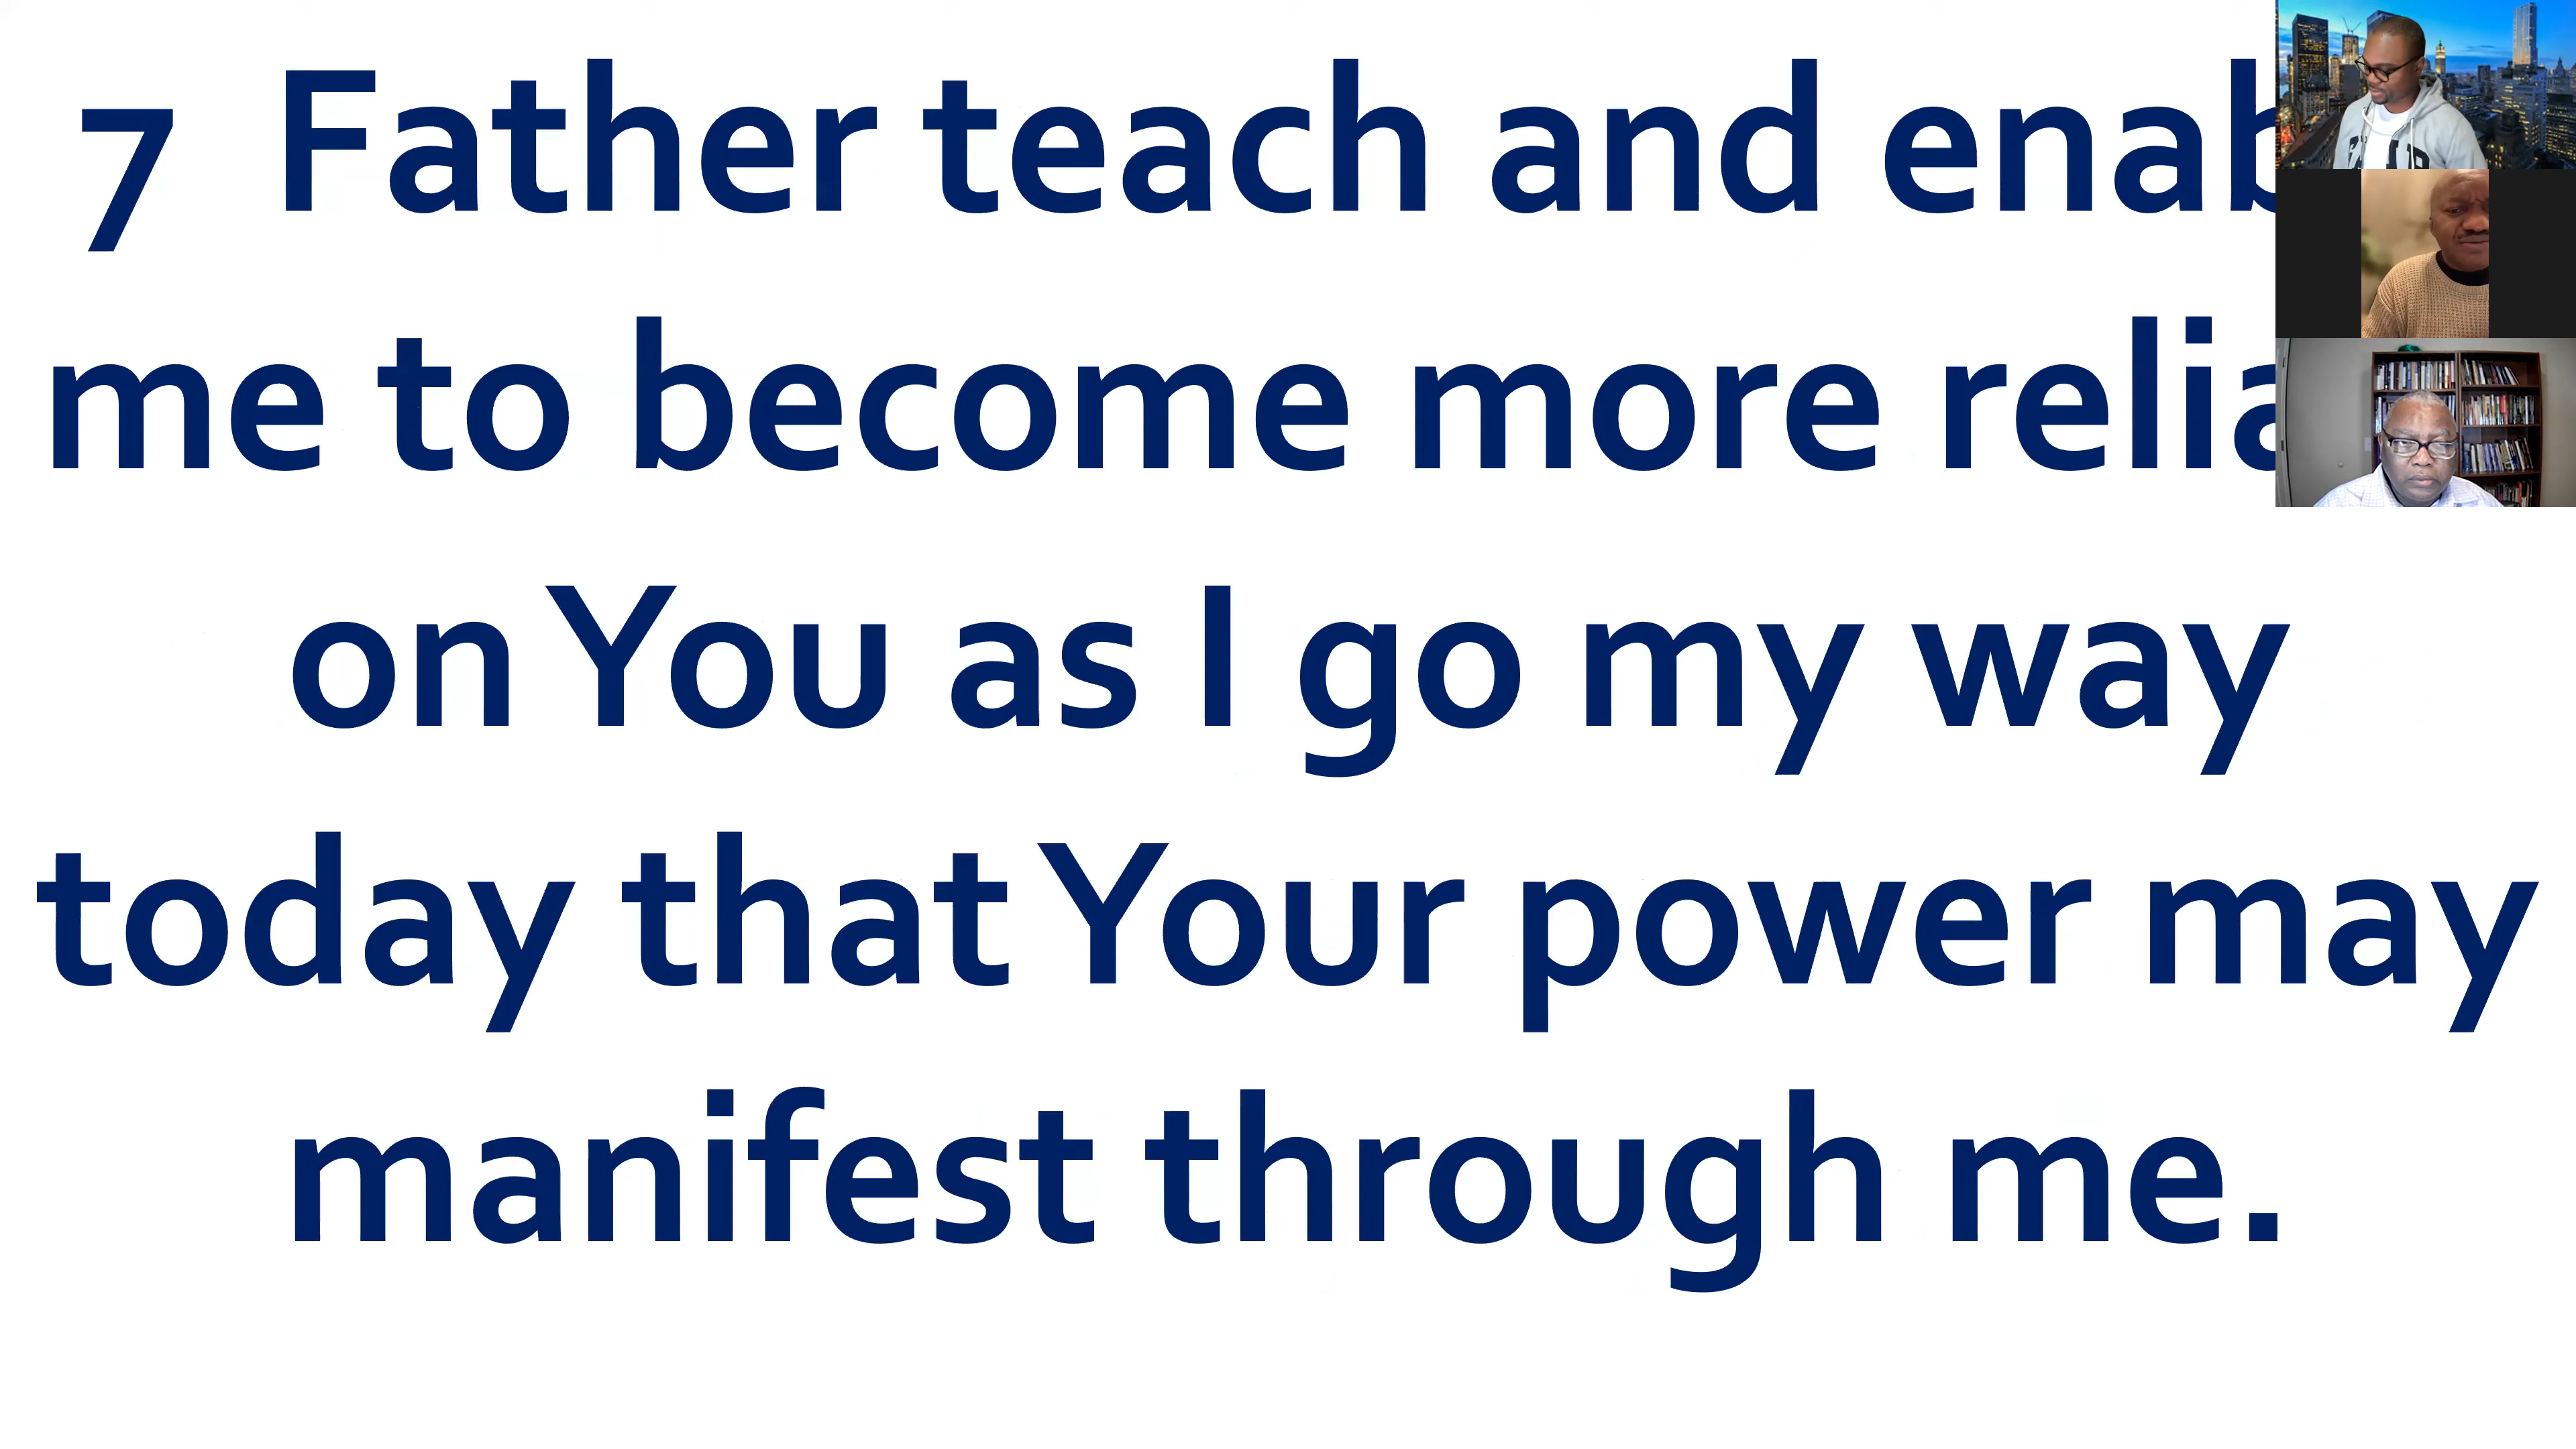 7 Father teach and enab
me to become more relia
on You as I go my way
today that Your power may
manifest through me.